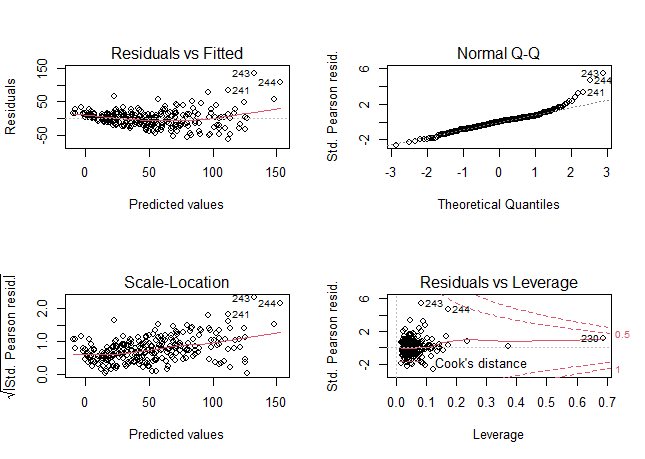 Residuals vs Fitted
Residuals
-50 50 150
243
244
241
0 50 100 150
Predicted values
Normal Q-Q
Std. Pearson resid.
-2 2 6
243
244
241
-3 -2 -1 0 1 2 3
Theoretical Quantiles
Scale-Location
√|Std. Pearson resid.|
0.0 1.0 2.0
243
244
241
0 50 100 150
Predicted values
Residuals vs Leverage
Std. Pearson resid.
-2 2 6
243
244
230
Cook's distance
0.5
1
0.0 0.1 0.2 0.3 0.4 0.5 0.6 0.7
Leverage